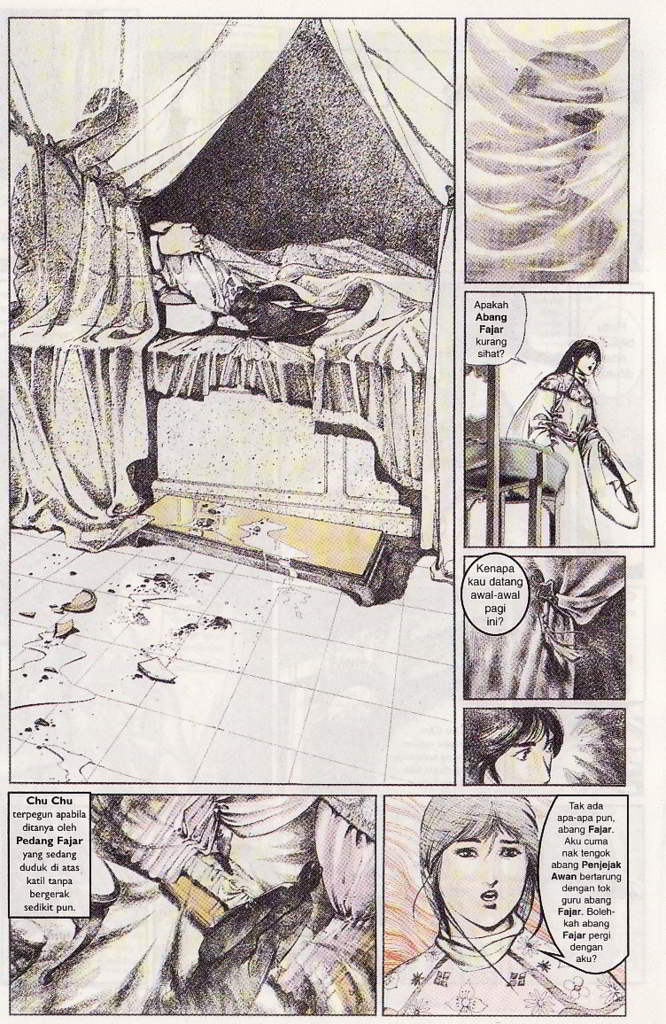 Apakah
Abang
Fajar
kurang
sihat?
Kenapa
kau datang
awal-awal
pagi
ini?
Chu Chu
terpegun apabila
ditanya oleh
Pedang Fajar
yang sedang
duduk di atas
katil tanpa
bergerak
sedikit pun.
Tak ada
apa-apa pun,
abang Fajar.
Aku cuma
nak tengok
abang Penjejak
Awan bertarung
dengan tok
guru abang
Fajar. Boleh-
kah abang
Fajar pergi
dengan
aku?